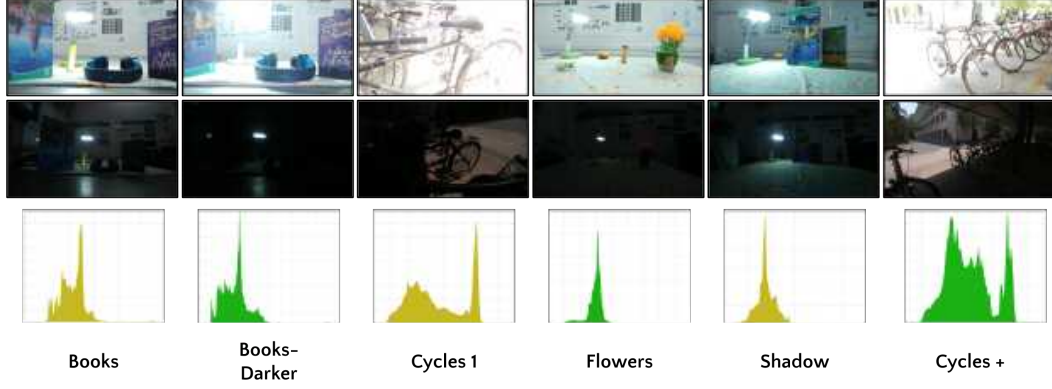 Books
Books-
Darker
Cycles 1
Flowers
Shadow
Cycles +